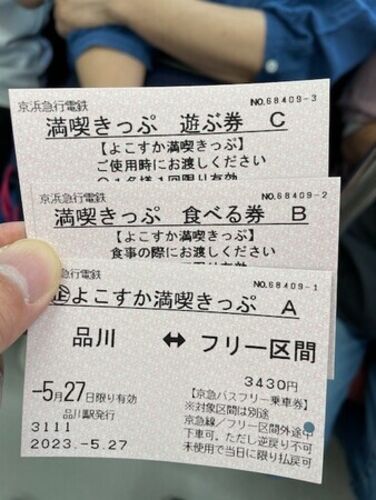 京浜急行電鉄
NO.68409-3
満喫きっぷ 遊ぶ券 C
【よこすか満喫きっぷ】
ご使用時にお渡しください
京浜急行電鉄
NO.68409-2
満喫きっぷ 食べる券 B
【よこすか満喫きっぷ】
食事の際にお渡しください
急行電鉄
NO.68409-1
企よこすか満喫きっぷ A
品川 ↔ フリー区間
3430円
-5月27日限り有効
品川駅発行
3111
2023.-5.27
【京急バスフリー乗車券】
※対象区間は別途
京急線/フリー区間外途中
下車可。ただし逆戻り不可
未使用で当日に限り払戻可